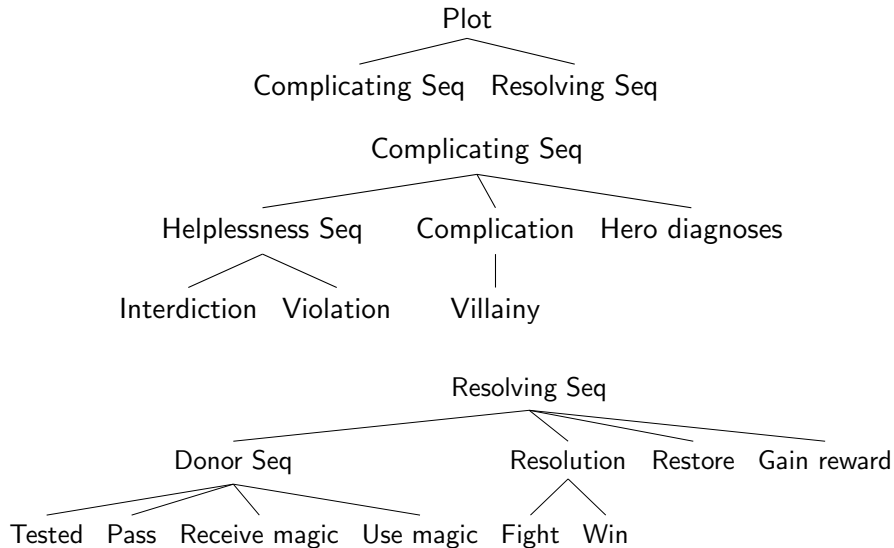 Plot
Complicating Seq Resolving Seq
Complicating Seq
Helplessness Seq Complication Hero diagnoses
Interdiction Violation Villainy
Resolving Seq
Donor Seq Resolution Restore Gain reward
Tested Pass Receive magic Use magic Fight Win